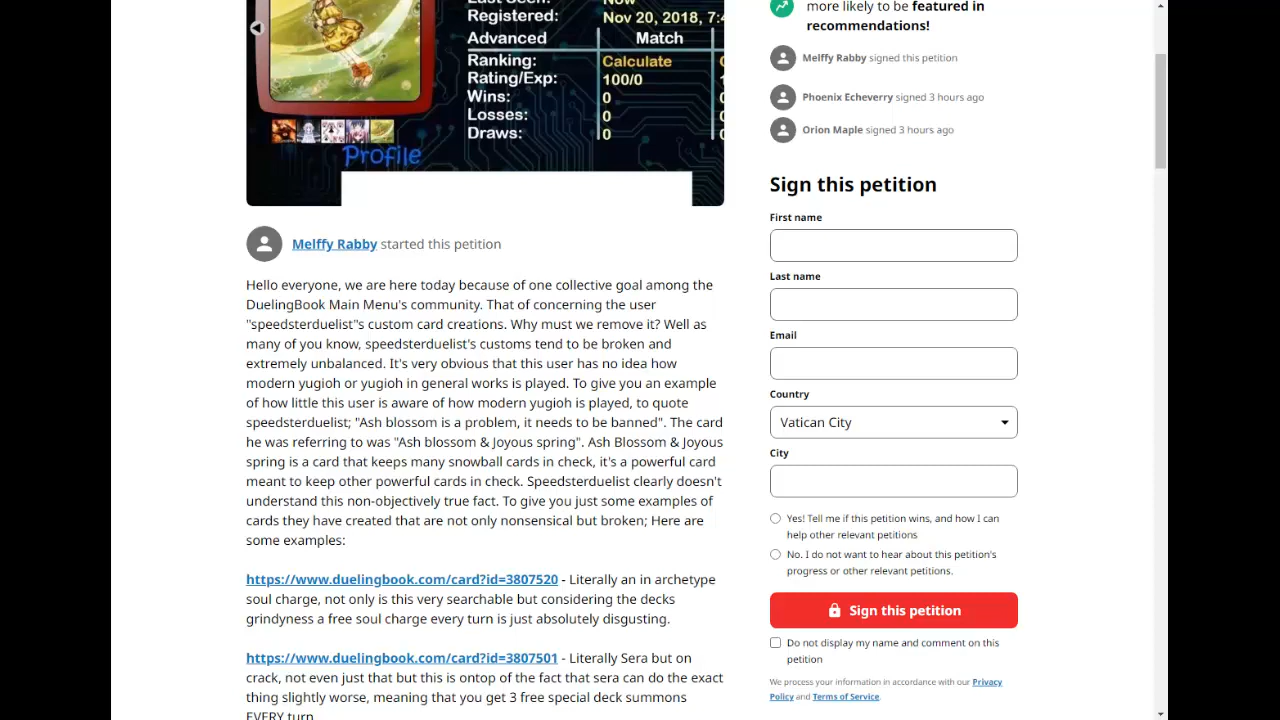 Last Seen: Now
Registered: Nov 20, 2018, 7:4
Advanced Match
Ranking: Calculate
Rating/Exp: 100/0
Wins: 0
Losses: 0
Draws: 0
Profile
Melffy Rabby started this petition
Hello everyone, we are here today because of one collective goal among the
DuelingBook Main Menu's community. That of concerning the user
"speedsterduelist"s custom card creations. Why must we remove it? Well as
many of you know, speedsterduelist's customs tend to be broken and
extremely unbalanced. It's very obvious that this user has no idea how
modern yugioh or yugioh in general works is played. To give you an example
of how little this user is aware of how modern yugioh is played, to quote
speedsterduelist; "Ash blossom is a problem, it needs to be banned". The card
he was referring to was "Ash blossom & Joyous spring". Ash Blossom & Joyous
spring is a card that keeps many snowball cards in check, it's a powerful card
meant to keep other powerful cards in check. Speedsterduelist clearly doesn't
understand this non-objectively true fact. To give you just some examples of
cards they have created that are not only nonsensical but broken; Here are
some examples:
https://www.duelingbook.com/card?id=3807520 - Literally an in archetype
soul charge, not only is this very searchable but considering the decks
grindyness a free soul charge every turn is just absolutely disgusting.
https://www.duelingbook.com/card?id=3807501 - Literally Sera but on
crack, not even just that but this is ontop of the fact that sera can do the exact
thing slightly worse, meaning that you get 3 free special deck summons
EVERY turn
more likely to be featured in
recommendations!
Melffy Rabby signed this petition
Phoenix Echeverry signed 3 hours ago
Orion Maple signed 3 hours ago
Sign this petition
First name
Last name
Email
Country
Vatican City
City
Yes! Tell me if this petition wins, and how I can
help other relevant petitions
No. I do not want to hear about this petition's
progress or other relevant petitions.
Sign this petition
Do not display my name and comment on this
petition
We process your information in accordance with our Privacy
Policy and Terms of Service.